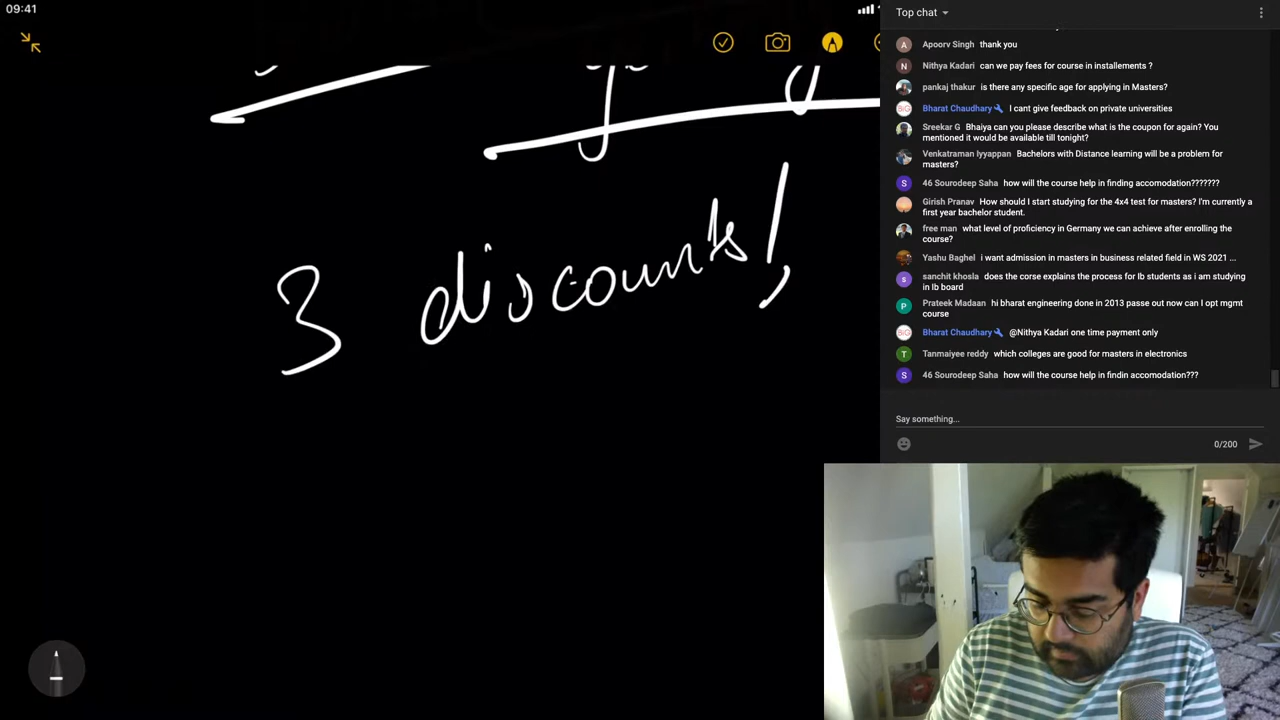 09:41
3 discounts!,
Top chat
Apoorv Singh thank you
Nithya Kadari can we pay fees for course in installements ?
pankaj thakur is there any specific age for applying in Masters?
BiG Bharat Chaudhary I cant give feedback on private universities
Sreekar G Bhaiya can you please describe what is the coupon for again? You
mentioned it would be available till tonight?
Venkatraman Iyyappan Bachelors with Distance learning will be a problem for
masters?
46 Sourodeep Saha how will the course help in finding accomodation???????
Girish Pranav How should I start studying for the 4x4 test for masters? I'm currently a
first year bachelor student.
free man what level of proficiency in Germany we can achieve after enrolling the
course?
Yashu Baghel i want admission in masters in business related field in WS 2021 ...
sanchit khosla does the corse explains the process for Ib students as i am studying
in Ib board
Prateek Madaan hi bharat engineering done in 2013 passe out now can I opt mgmt
course
BiG Bharat Chaudhary @Nithya Kadari one time payment only
Tanmaiyee reddy which colleges are good for masters in electronics
46 Sourodeep Saha how will the course help in findin accomodation???
Say something...
0/200